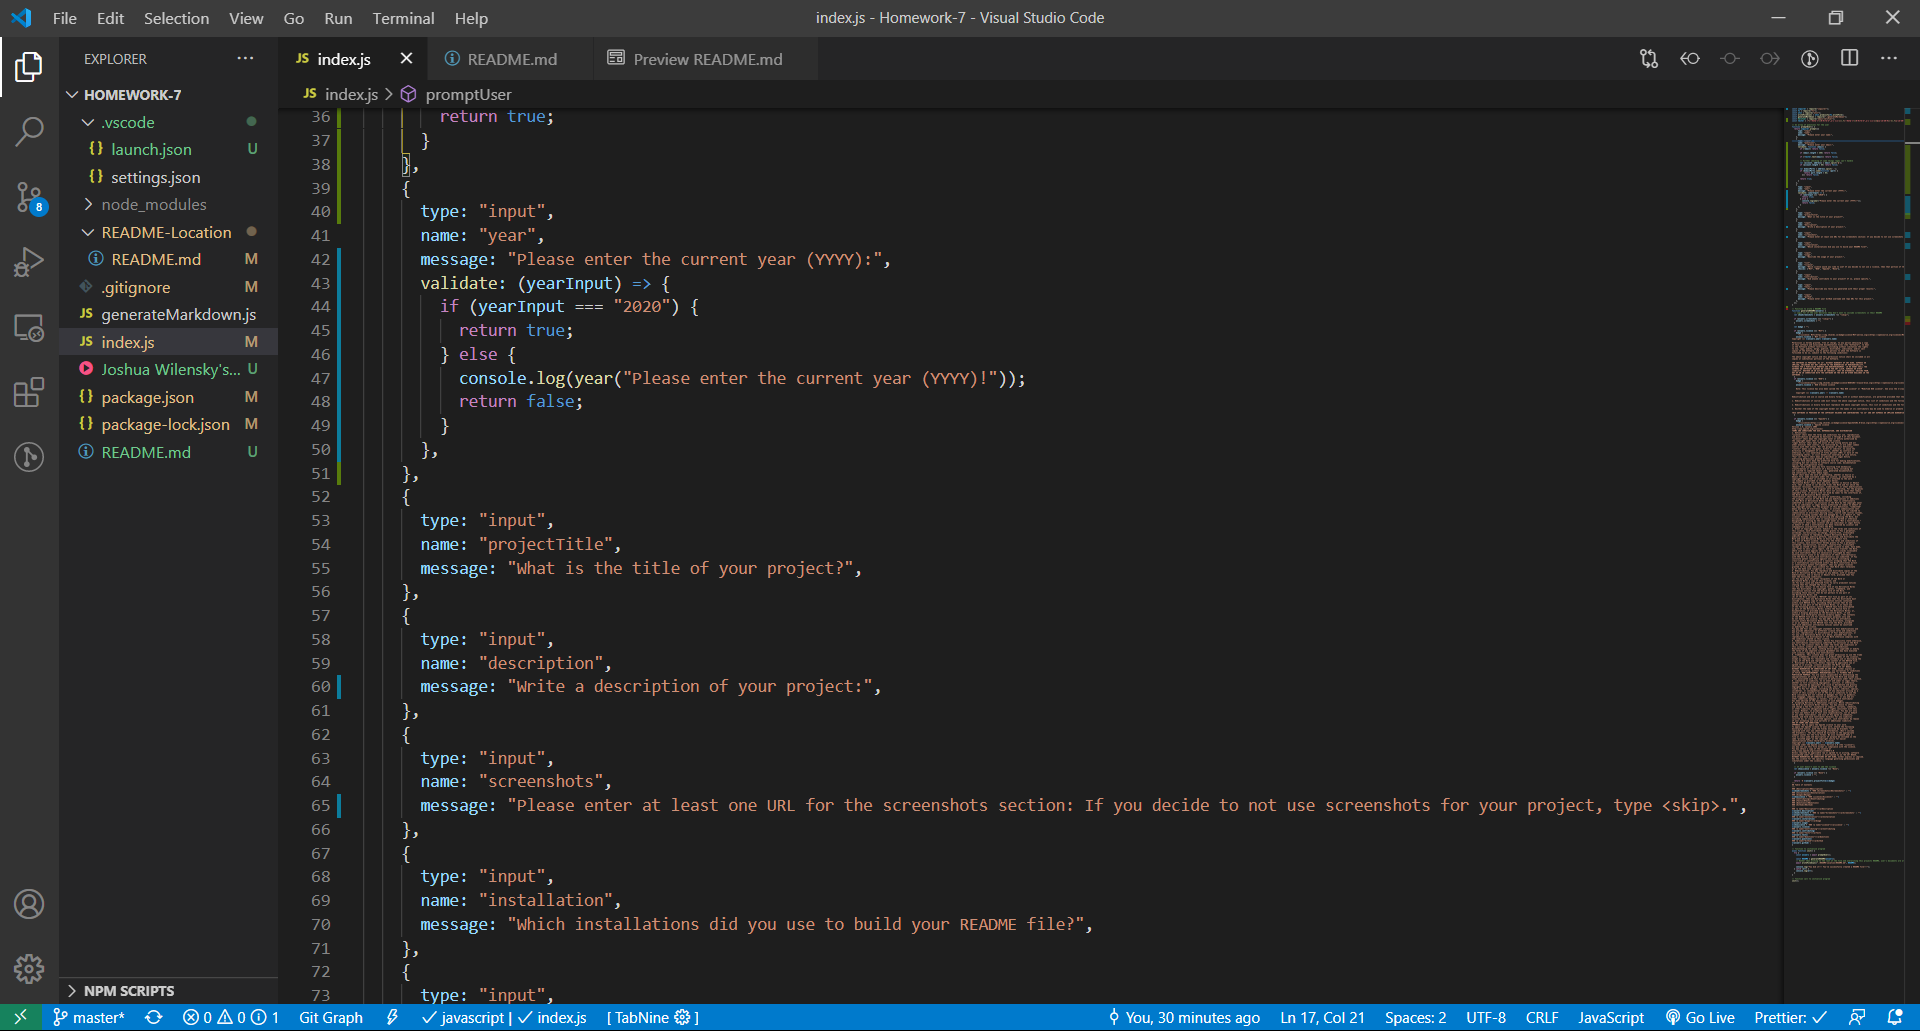 File Edit Selection View Go Run Terminal Help
index.js - Homework-7 - Visual Studio Code
EXPLORER
HOMEWORK-7
.vscode
{} launch.json U
{} settings.json
node_modules
README-Location
README.md M
.gitignore M
JS generateMarkdown.js
JS index.js M
Joshua Wilensky's... U
{} package.json M
{} package-lock.json M
README.md U
NPM SCRIPTS
8
JS index.js
README.md
Preview README.md
JS index.js > promptUser
36 return true;
37 }
38 },
39 {
40 type: "input",
41 name: "year",
42 message: "Please enter the current year (YYYY):",
43 validate: (yearInput) => {
44 if (yearInput === "2020") {
45 return true;
46 } else {
47 console.log(year("Please enter the current year (YYYY)!"));
48 return false;
49 }
50 },
51 },
52 {
53 type: "input",
54 name: "projectTitle",
55 message: "What is the title of your project?",
56 },
57 {
58 type: "input",
59 name: "description",
60 message: "Write a description of your project:",
61 },
62 {
63 type: "input",
64 name: "screenshots",
65 message: "Please enter at least one URL for the screenshots section: If you decide to not use screenshots for your project, type <skip>.",
66 },
67 {
68 type: "input",
69 name: "installation",
70 message: "Which installations did you use to build your README file?",
71 },
72 {
73 type: "input",
master* 0 0 1 Git Graph javascript | index.js [ TabNine ] You, 30 minutes ago Ln 17, Col 21 Spaces: 2 UTF-8 CRLF JavaScript Go Live Prettier: